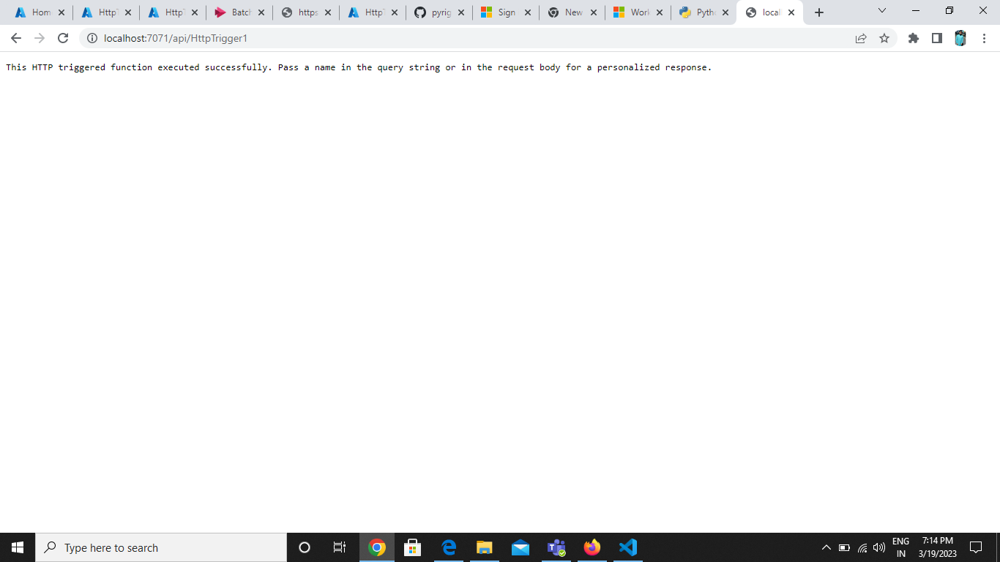 Hom
Http
Http
Batch
https
Http
pyrig
Sign
New
Work
Pytho
local
localhost:7071/api/HttpTrigger1
This HTTP triggered function executed successfully. Pass a name in the query string or in the request body for a personalized response.
Type here to search
ENG
IN
7:14 PM
3/19/2023